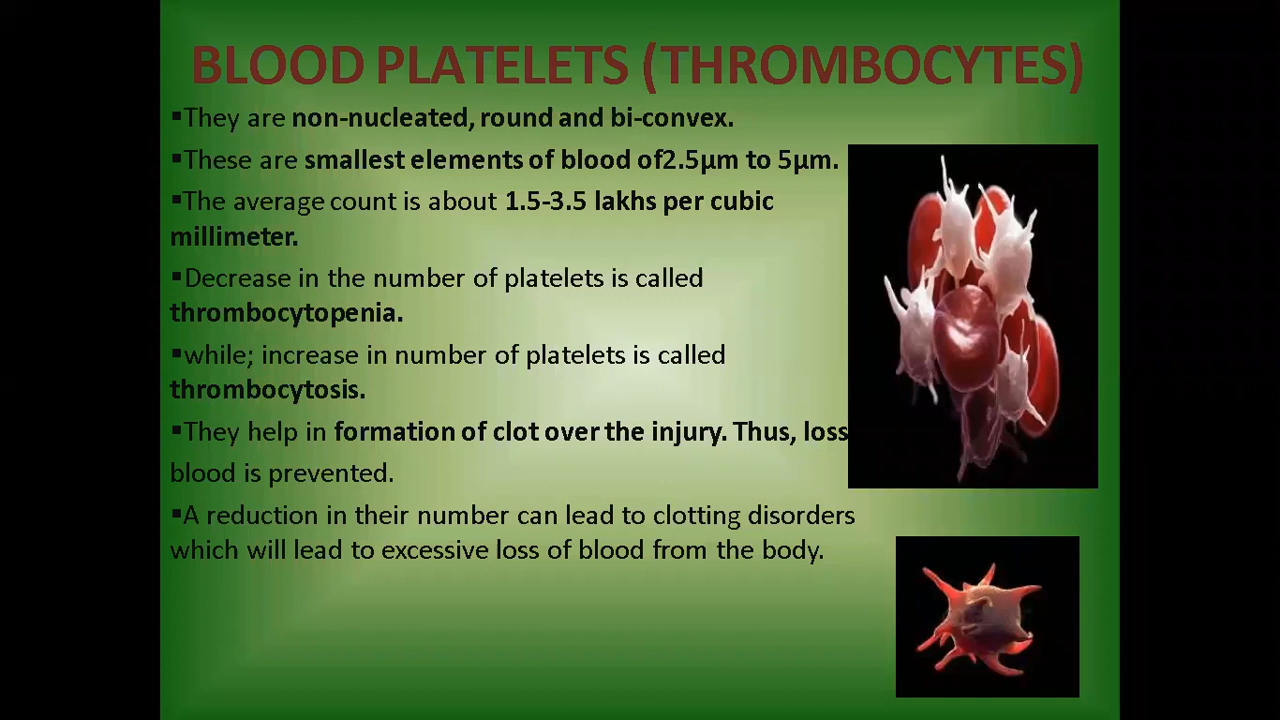 BLOOD PLATELETS (THROMBOCYTES)
▪They are non-nucleated, round and bi-convex.
▪These are smallest elements of blood of2.5µm to 5µm.
▪The average count is about 1.5-3.5 lakhs per cubic
millimeter.
▪Decrease in the number of platelets is called
thrombocytopenia.
▪while; increase in number of platelets is called
thrombocytosis.
▪They help in formation of clot over the injury. Thus, loss
blood is prevented.
▪A reduction in their number can lead to clotting disorders
which will lead to excessive loss of blood from the body.